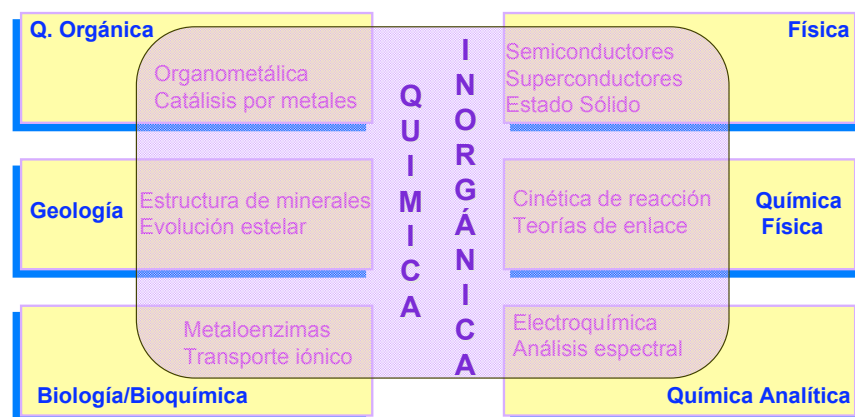 Q. Orgánica
Organometálica
Catálisis por metales
Física
Semiconductores
Superconductores
Estado Sólido
QUIMICA
INORGÁNICA
Geología
Estructura de minerales
Evolución estelar
Cinética de reacción
Teorías de enlace
Química
Física
Metaloenzimas
Transporte iónico
Biología/Bioquímica
Electroquímica
Análisis espectral
Química Analítica